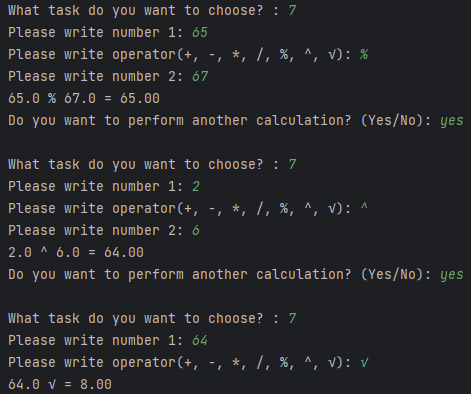 What task do you want to choose? : 7
Please write number 1: 65
Please write operator(+, -, *, /, %, ^, √): %
Please write number 2: 67
65.0 % 67.0 = 65.00
Do you want to perform another calculation? (Yes/No): yes
What task do you want to choose? : 7
Please write number 1: 2
Please write operator(+, -, *, /, %, ^, √): ^
Please write number 2: 6
2.0 ^ 6.0 = 64.00
Do you want to perform another calculation? (Yes/No): yes
What task do you want to choose? : 7
Please write number 1: 64
Please write operator(+, -, *, /, %, ^, √): √
64.0 √ = 8.00